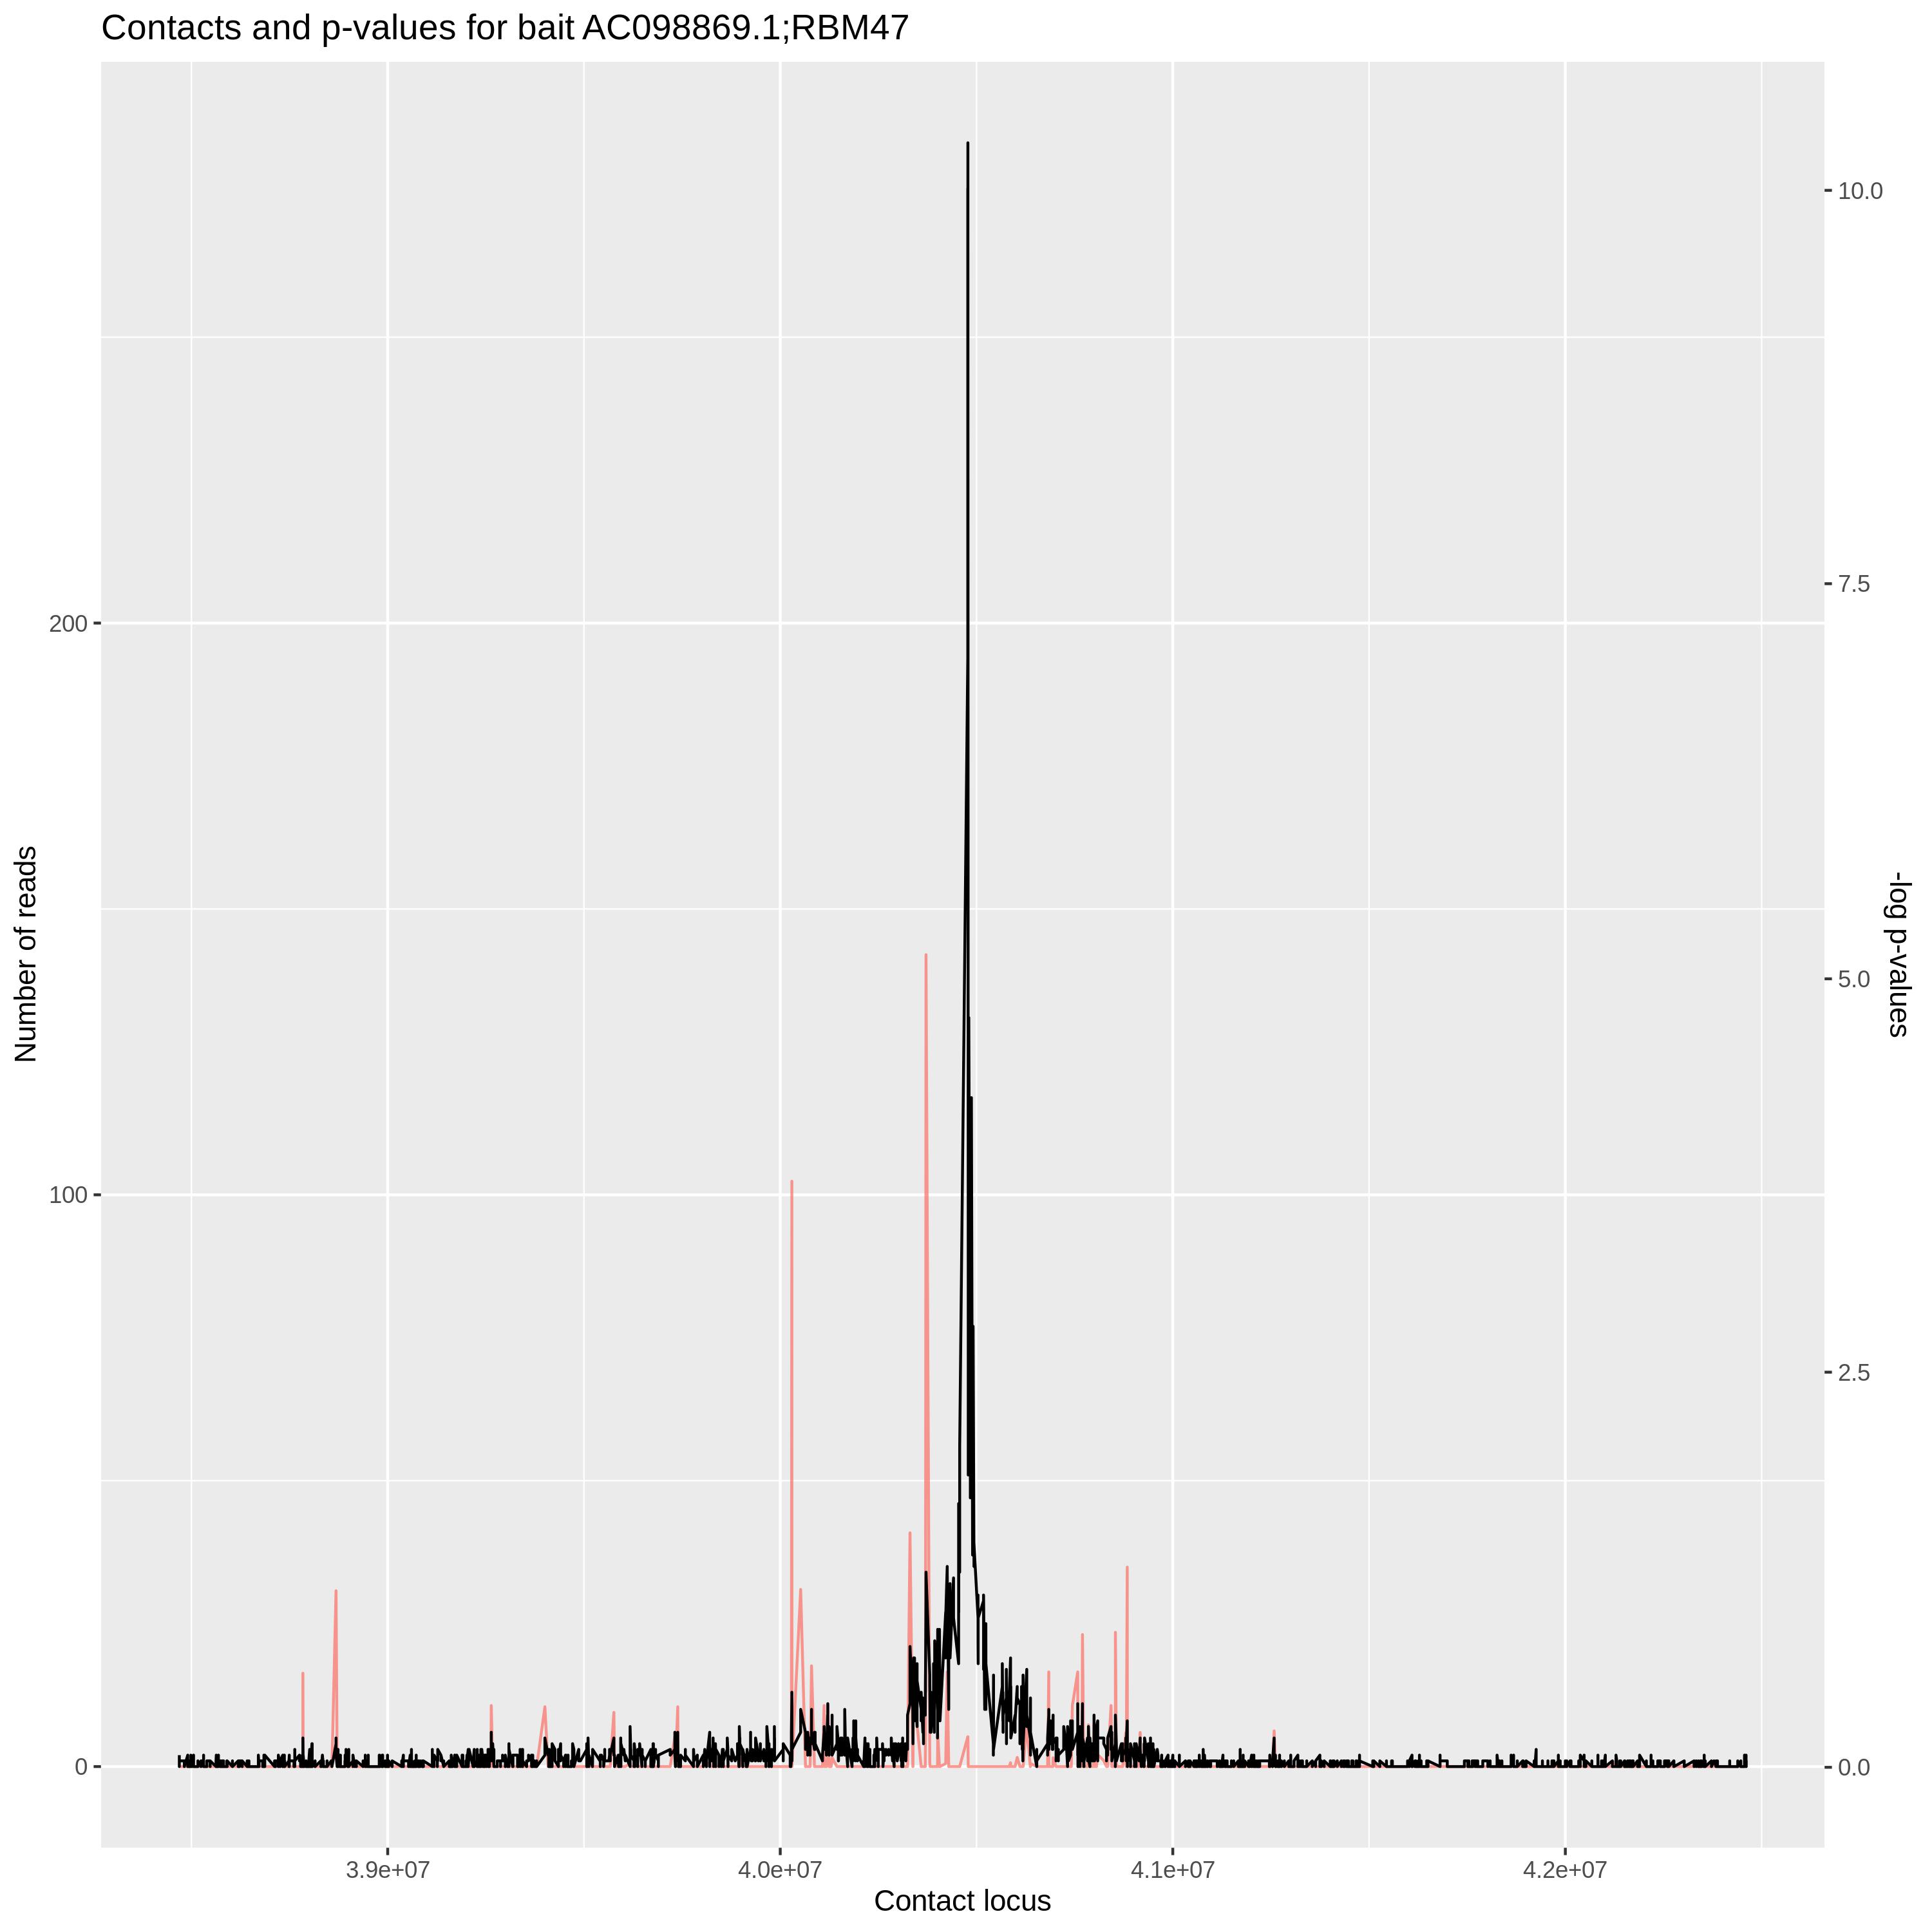 Contacts and p-values for bait AC098869.1;RBM47
Number of reads
200
100
0
10.0
7.5
5.0
2.5
0.0
-log p-values
3.9e+07
4.0e+07
4.1e+07
4.2e+07
Contact locus